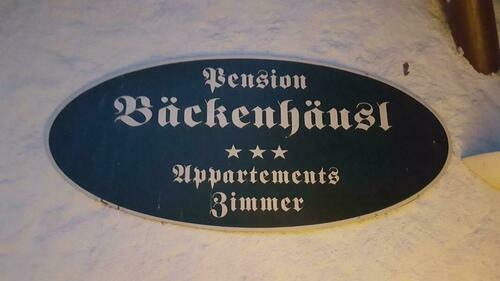 Pension
Bäckenhäusl
★★★
Appartements
Zimmer